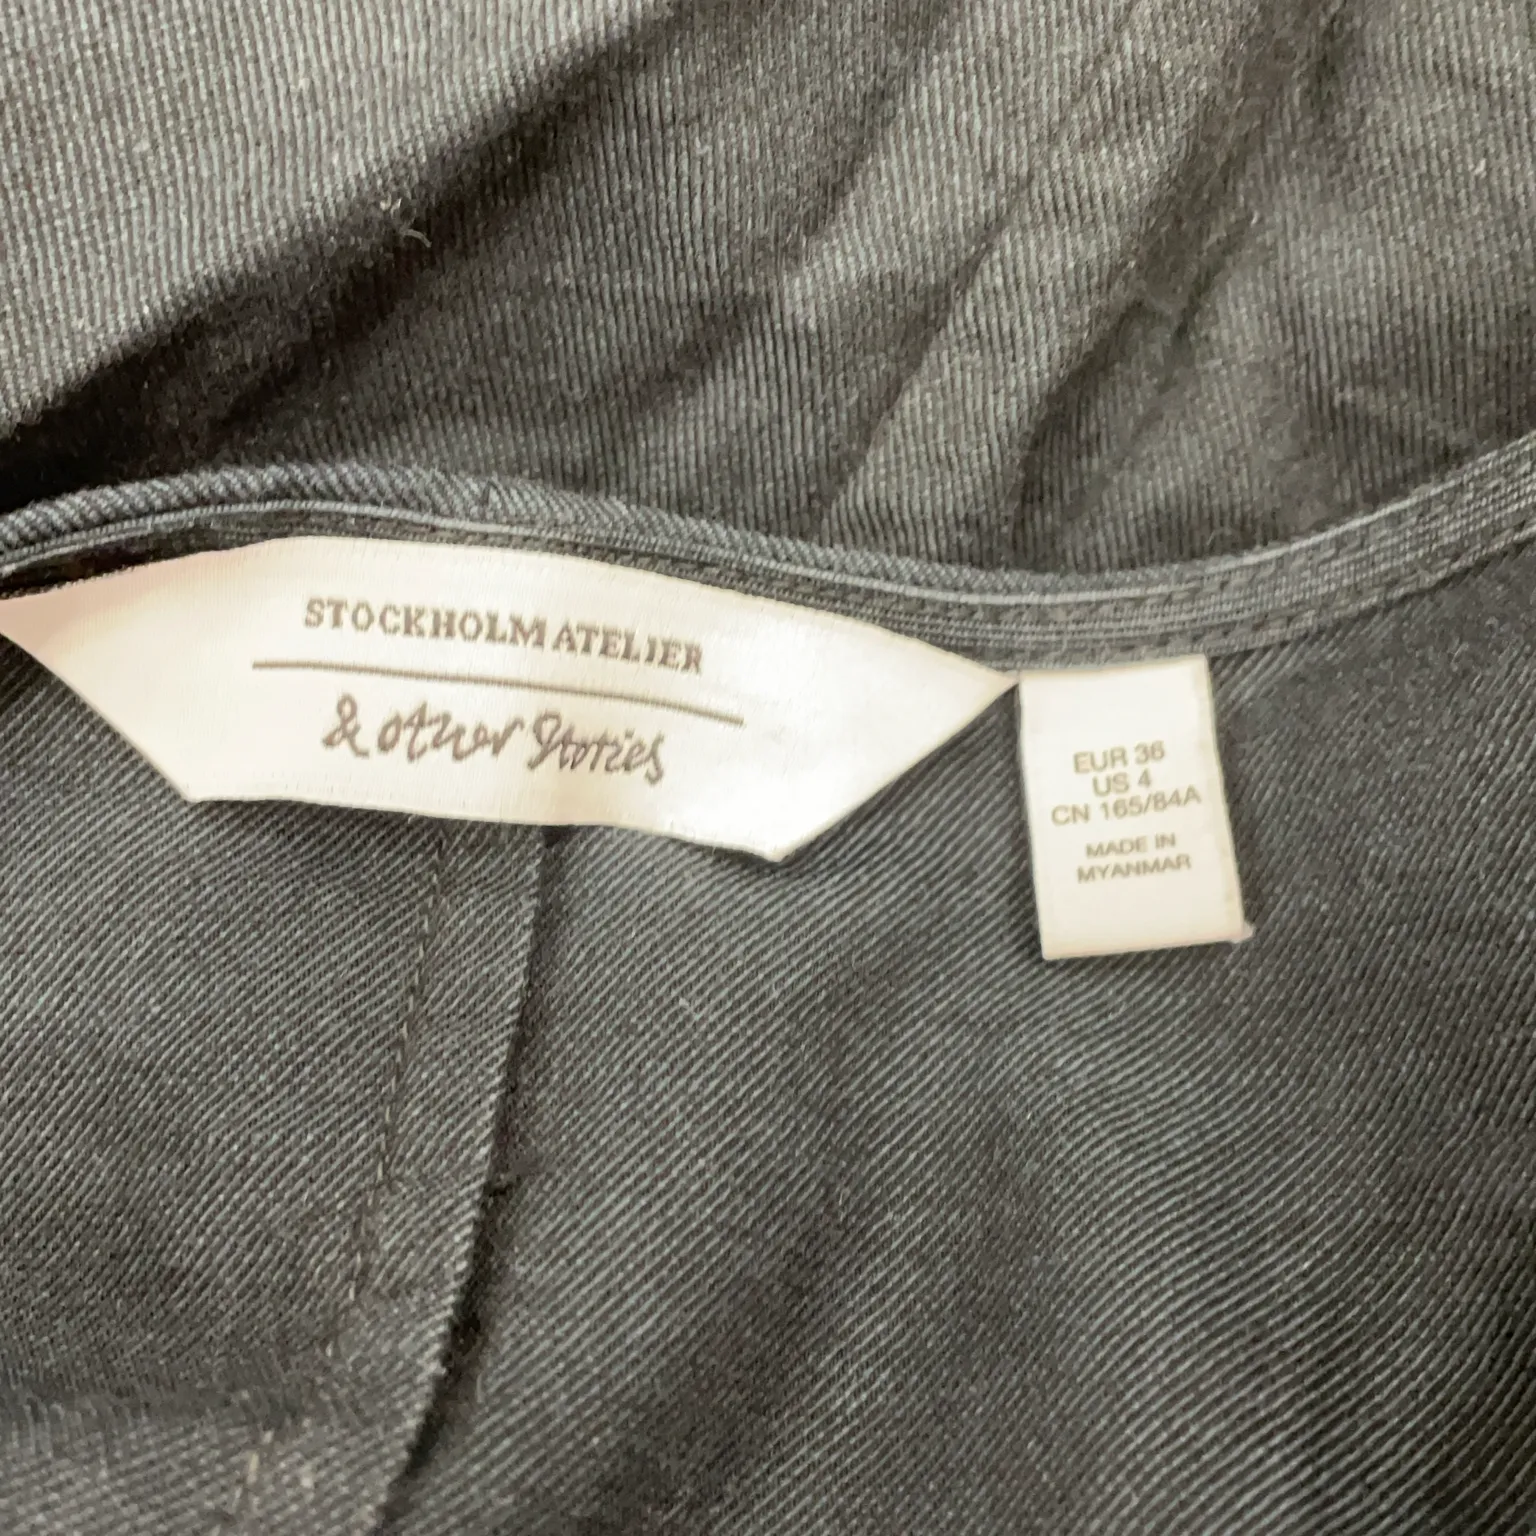 STOCKHOLM ATELIER
& other Stories
EUR 36
US 4
CN 165/84A
MADE IN
MYANMAR